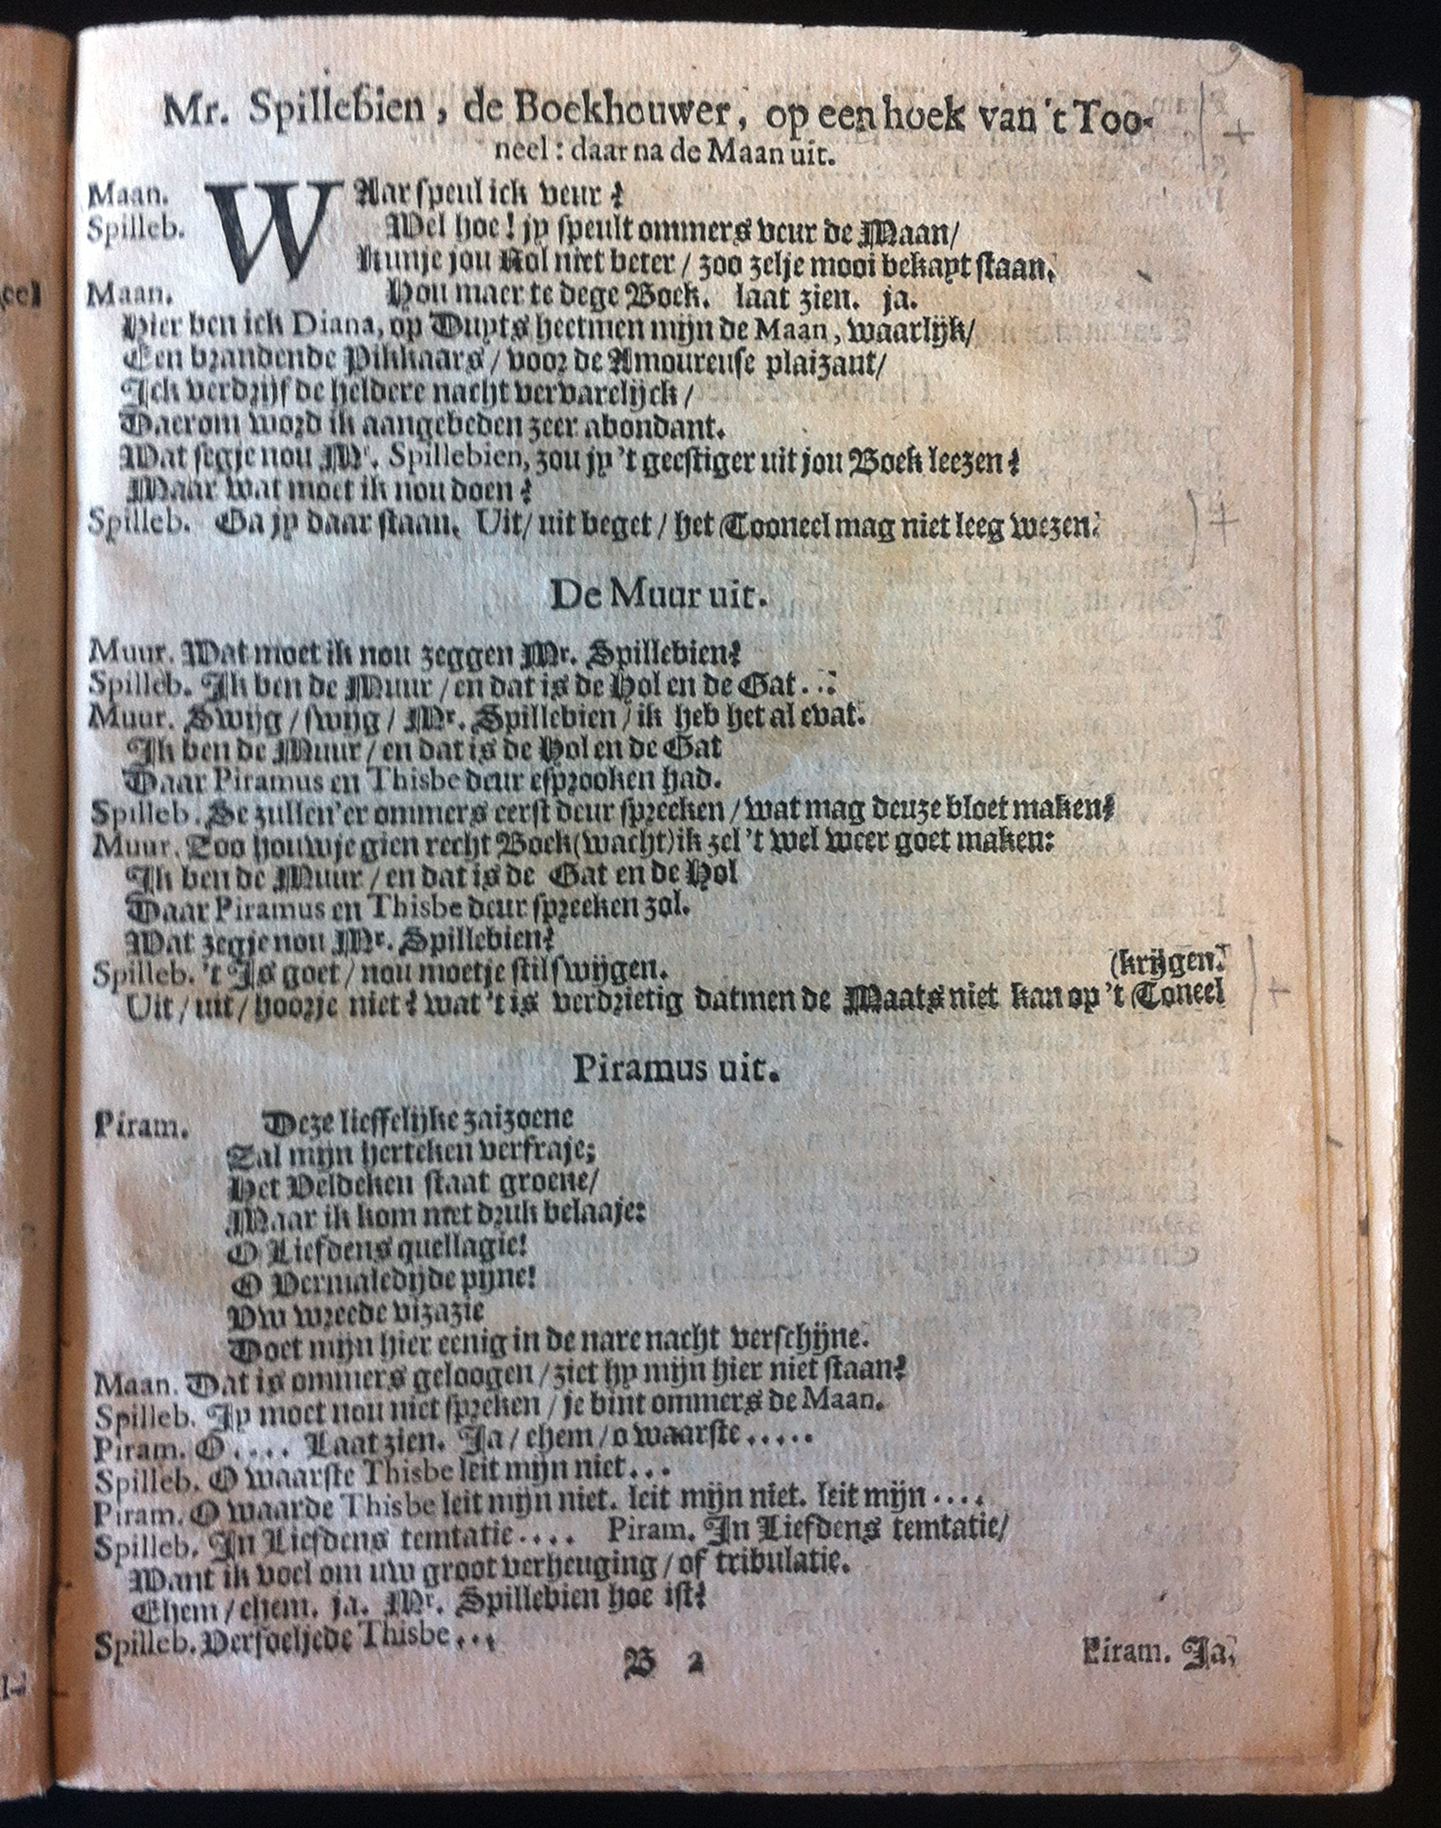 Mr. Spillebien, de Boekhouwer, op een hoek van 't Too-
neel: daar na de Maan uit.
Maan. WAar speul ick veur?
Spilleb. Wel hoe! jy speult ommers veur de Maan/
Kunje jou Rol niet beter/ zoo zelje mooi bekapt staan.
Maan. Hou maer te dege Boek. laat zien. ja.
Hier ben ick Diana, op Duyts heetmen mijn de Maan, waarlijk/
Een brandende Pikkaars/ voor de Amoureuse plaizant/
Ick verdrijf de heldere nacht vervarelijck/
Daerom word ik aangebeden zeer abondant.
Wat segje nou Mr. Spillebien, zou jy 't geestiger uit jou Boek leezen?
Maar wat moet ik nou doen?
Spilleb. Ga jy daar staan. Uit/ uit beget/ het Tooneel mag niet leeg wezen.
De Muur uit.
Muur. Wat moet ik nou zeggen Mr. Spillebien?
Spilleb. Ik ben de Muur/ en dat is de Hol en de Gat...
Muur. Swijg/ swijg/ Mr. Spillebien/ ik heb het al evat.
Ik ben de Muur/ en dat is de Hol en de Gat
Daar Piramus en Thisbe deur esprooken had.
Spilleb. Se zullen'er ommers eerst deur spreeken/ wat mag deuze bloet maken?
Muur. Zoo houwje gien recht Boek (wacht) ik zel 't wel weer goet maken:
Ik ben de Muur/ en dat is de Gat en de Hol
Daar Piramus en Thisbe deur spreeken zol.
Wat zegje nou Mr. Spillebien?
Spilleb. 't Is goet/ nou moetje stil swijgen. (krijgen.
Uit/ uit/ hoorje niet? wat 't is verdrietig datmen de Maats niet kan op 't Toneel
Piramus uit.
Piram. Deze lieffelijke zaizoene
Zal mijn herteken verfraje;
Het Veldeken staat groene/
Maar ik kom met druk belaaje:
O Liefdens quellagie!
O Vermaledijde pijne!
Uw wreede vizazie
Doet mijn hier eenig in de nare nacht verschijne.
Maan. Dat is ommers geloogen/ ziet hy mijn hier niet staan?
Spilleb. Jy moet nou niet spreken/ je bint ommers de Maan.
Piram. O.... Laat zien. Ja/ ehem/ o waarste.....
Spilleb. O waarste Thisbe leit mijn niet...
Piram. O waarde Thisbe leit mijn niet. leit mijn niet. leit mijn....
Spilleb. In Liefdens temtatie.... Piram. In Liefdens temtatie/
Want ik voel om uw groot verheuging/ of tribulatie.
Ehem/ ehem. ja. Mr. Spillebien hoe ist?
Spilleb. Versoeljede Thisbe...
B 2 Piram. Ja,